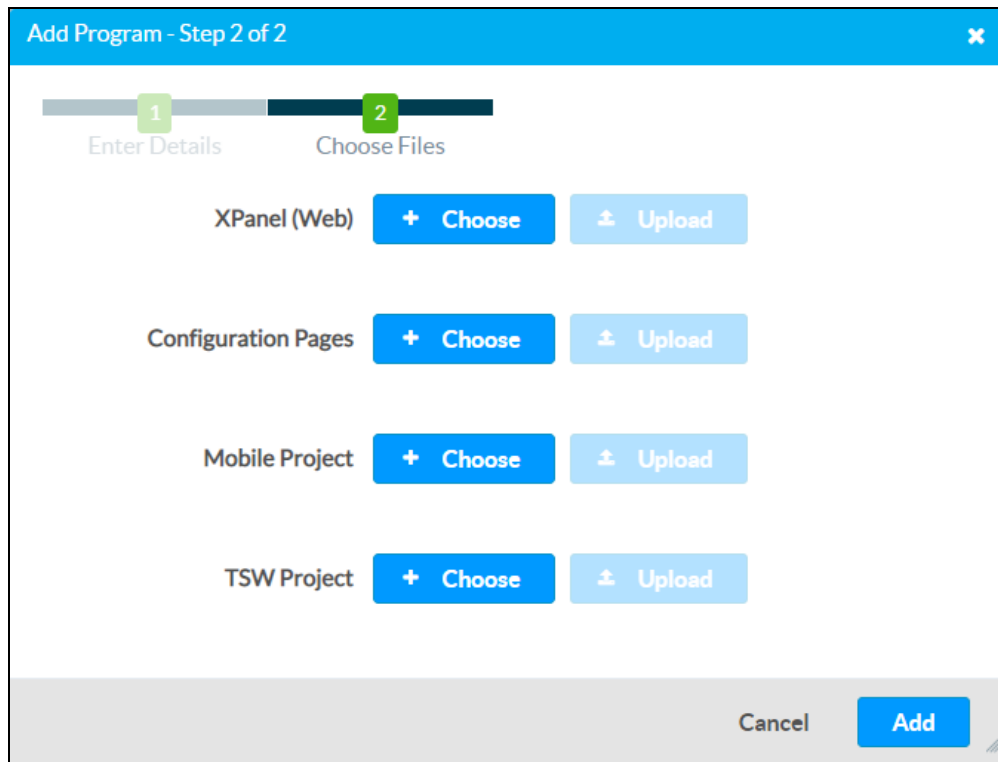 Add Program - Step 2 of 2
1 2
Enter Details Choose Files
XPanel (Web) + Choose Upload
Configuration Pages + Choose Upload
Mobile Project + Choose Upload
TSW Project + Choose Upload
Cancel Add